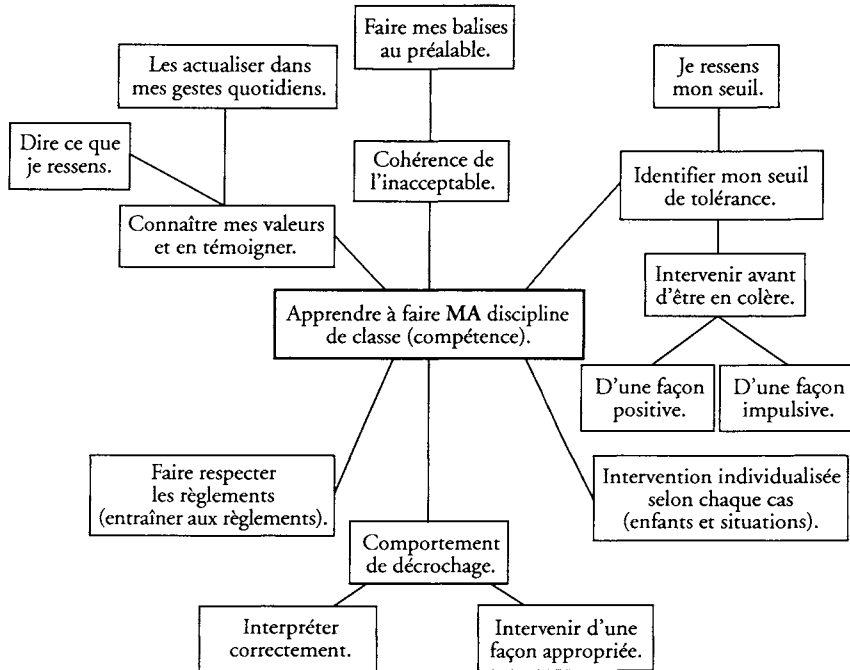 Faire mes balises
au préalable.
Les actualiser dans
mes gestes quotidiens.
Je ressens
mon seuil.
Dire ce que
je ressens.
Cohérence de
l'inacceptable.
Identifier mon seuil
de tolérance.
Connaître mes valeurs
et en témoigner.
Intervenir avant
d'être en colère.
Apprendre à faire MA discipline
de classe (compétence).
D'une façon
positive.
D'une façon
impulsive.
Faire respecter
les règlements
(entraîner aux règlements).
Intervention individualisée
selon chaque cas
(enfants et situations).
Comportement
de décrochage.
Interpréter
correctement.
Intervenir d'une
façon appropriée.